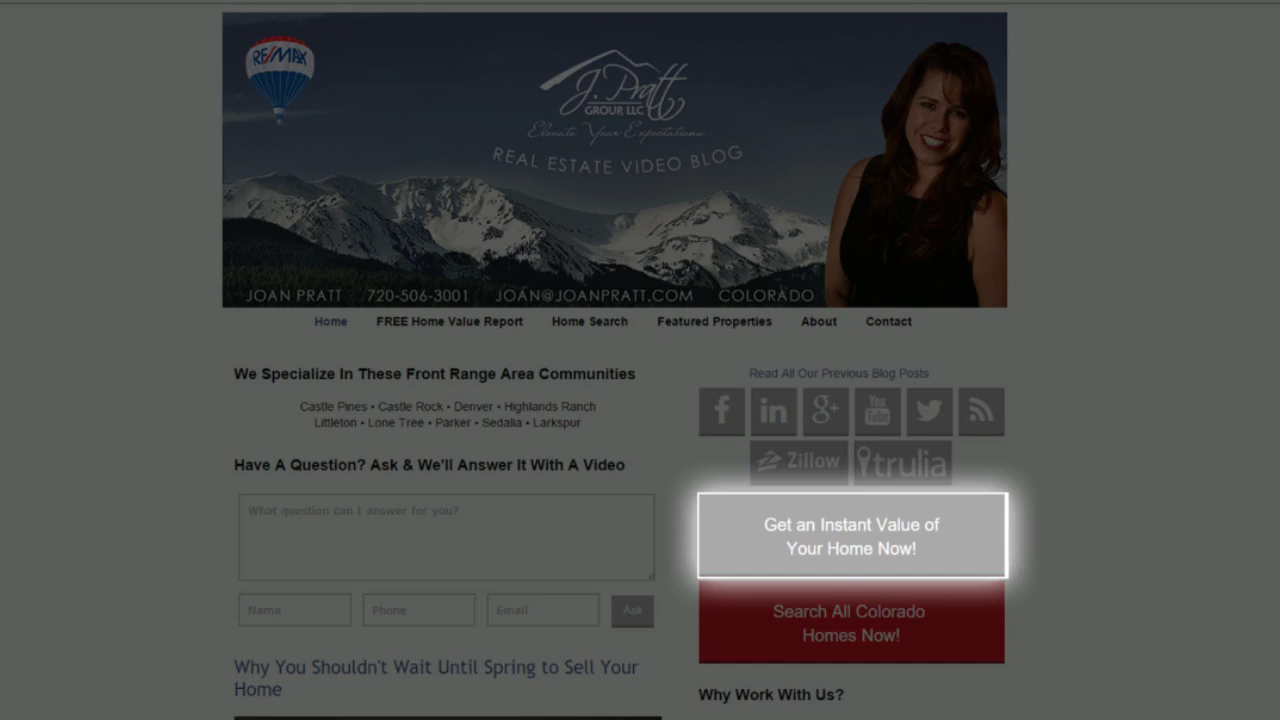 RE/MAX
J. Pratt
GROUP, LLC
Elevate Your Expectations
REAL ESTATE VIDEO BLOG
JOAN PRATT 720-506-3001 JOAN@JOANPRATT.COM COLORADO
Home FREE Home Value Report Home Search Featured Properties About Contact
We Specialize In These Front Range Area Communities
Castle Pines • Castle Rock • Denver • Highlands Ranch
Littleton • Lone Tree • Parker • Sedalia • Larkspur
Have A Question? Ask & We'll Answer It With A Video
What question can I answer for you?
Name Phone Email Ask
Why You Shouldn't Wait Until Spring to Sell Your
Home
Read All Our Previous Blog Posts
f in g+ You Tube
Zillow trulia
Get an Instant Value of
Your Home Now!
Search All Colorado
Homes Now!
Why Work With Us?